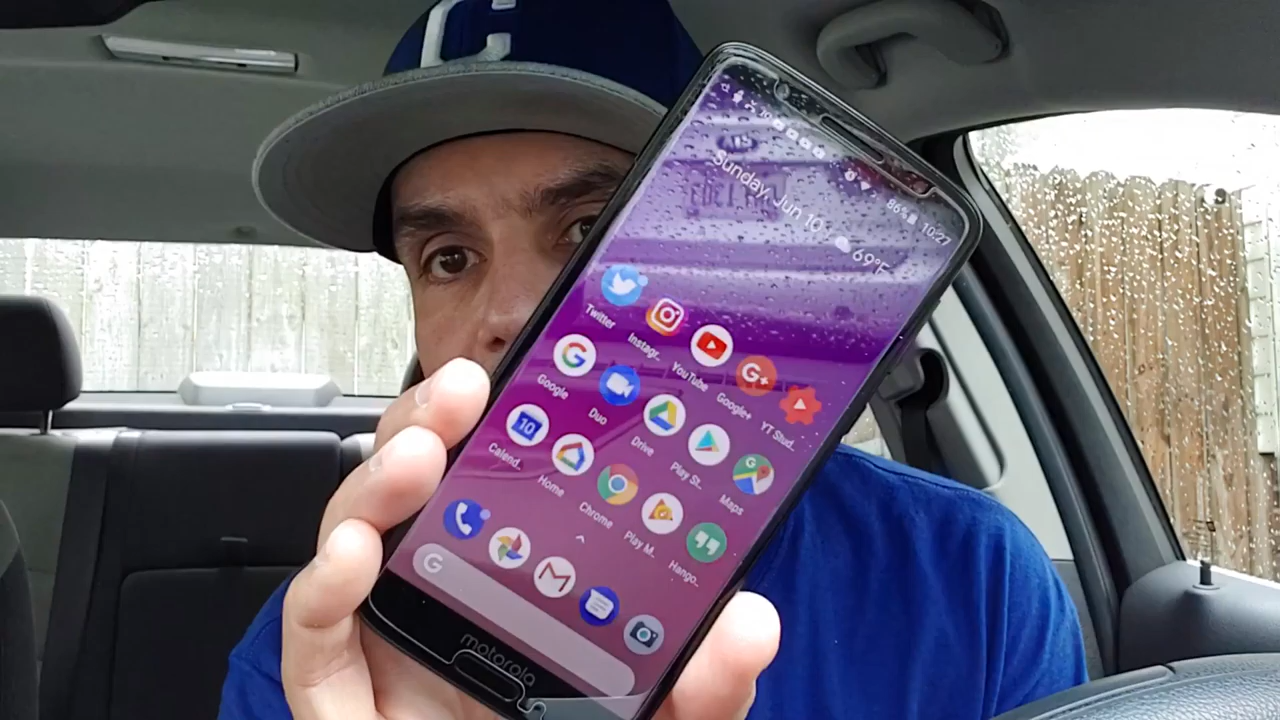 C
86% 10:27
Sunday, Jun 10
69°F
Twitter
Instagr..
YouTube
Google+
YT Stud..
Google
Duo
Drive
Play St..
Maps
10
Calend..
Home
Chrome
Play M..
Hango..
G
motorola